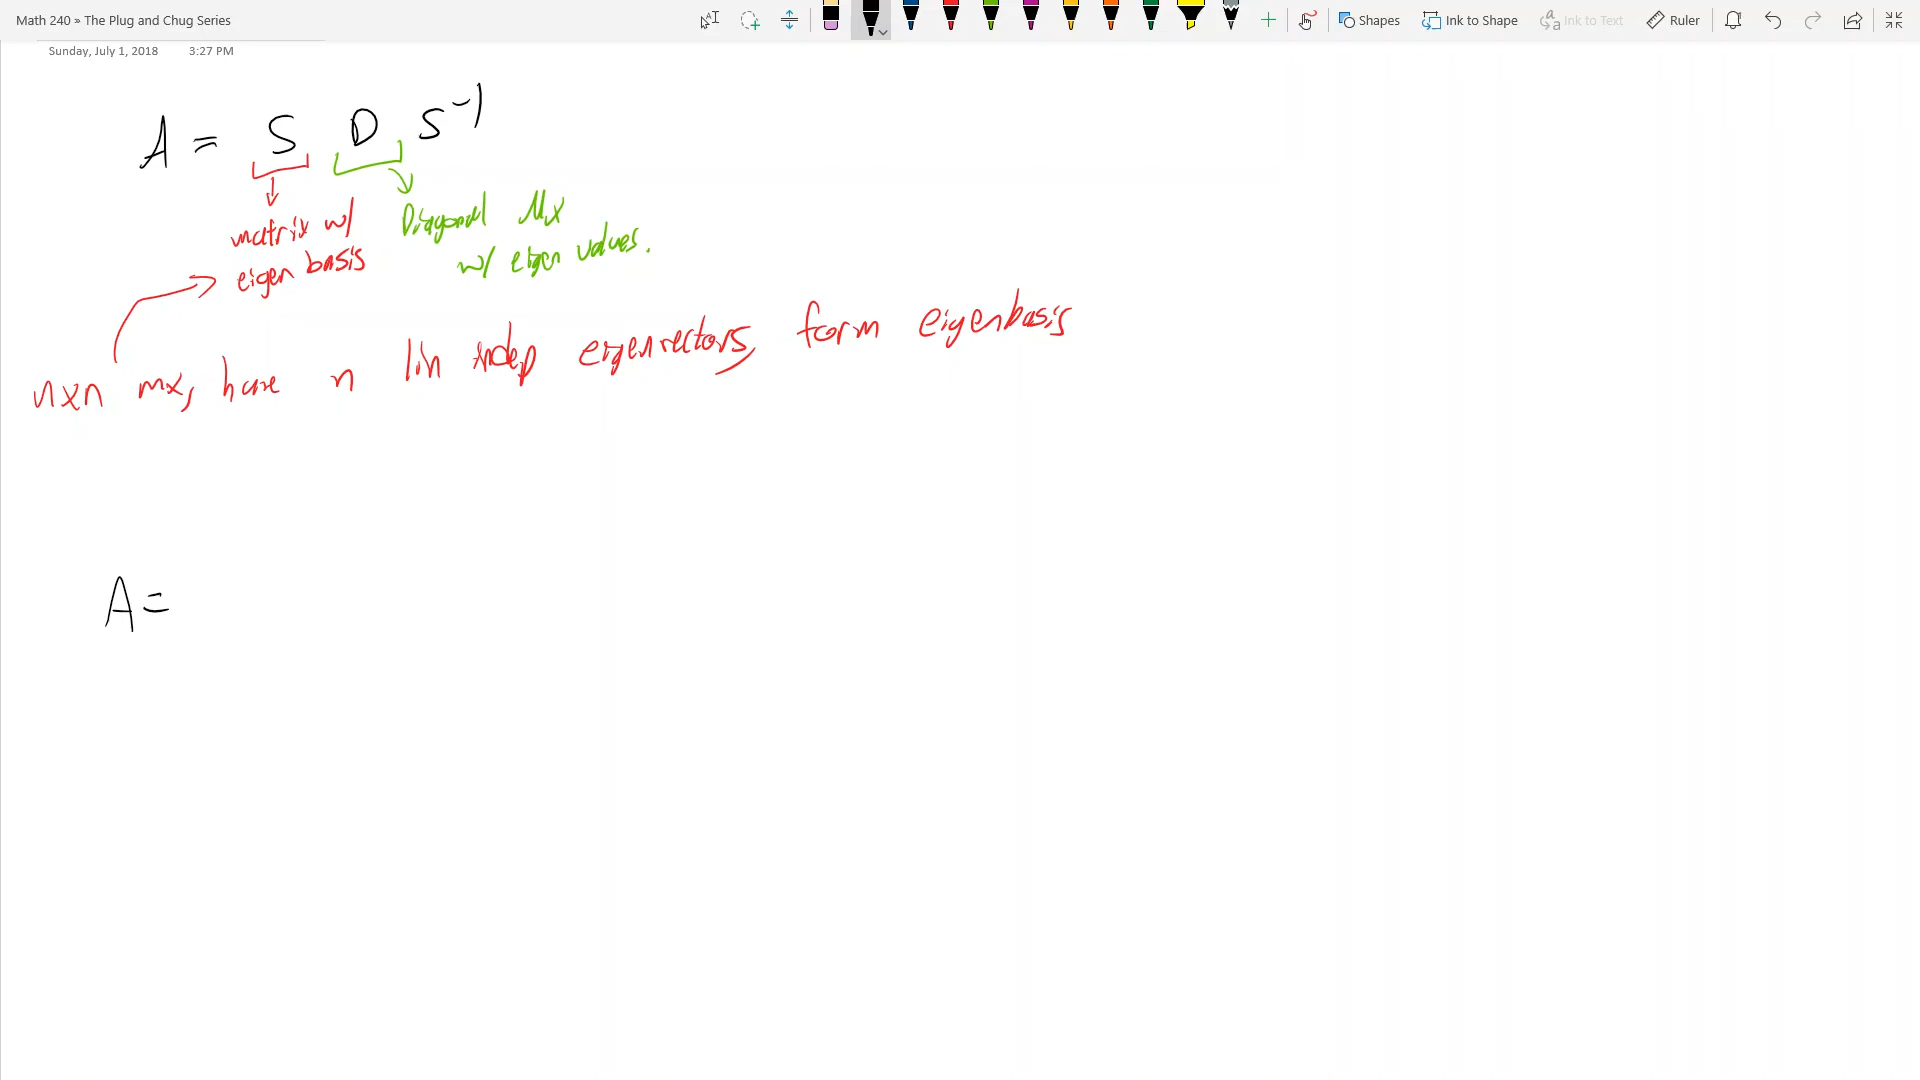 Math 240 » The Plug and Chug Series
Shapes
Ink to Shape
Ink to Text
Ruler
Sunday, July 1, 2018 3:27 PM
A = S D S⁻¹
matrix w/
eigen basis
Diagonal Mx
w/ eigen values.
nxn mx, have n lin indep eigenvectors, form eigenbasis
A =